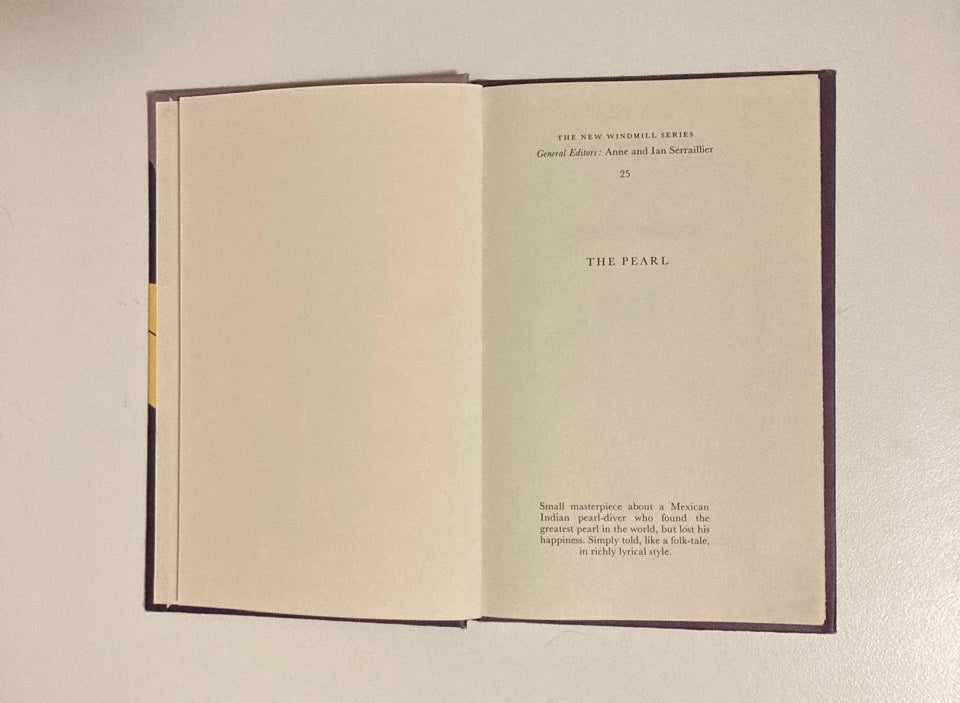 THE NEW WINDMILL SERIES
General Editors: Anne and Ian Serraillier
25
THE PEARL
Small masterpiece about a Mexican
Indian pearl-diver who found the
greatest pearl in the world, but lost his
happiness. Simply told, like a folk-tale,
in richly lyrical style.